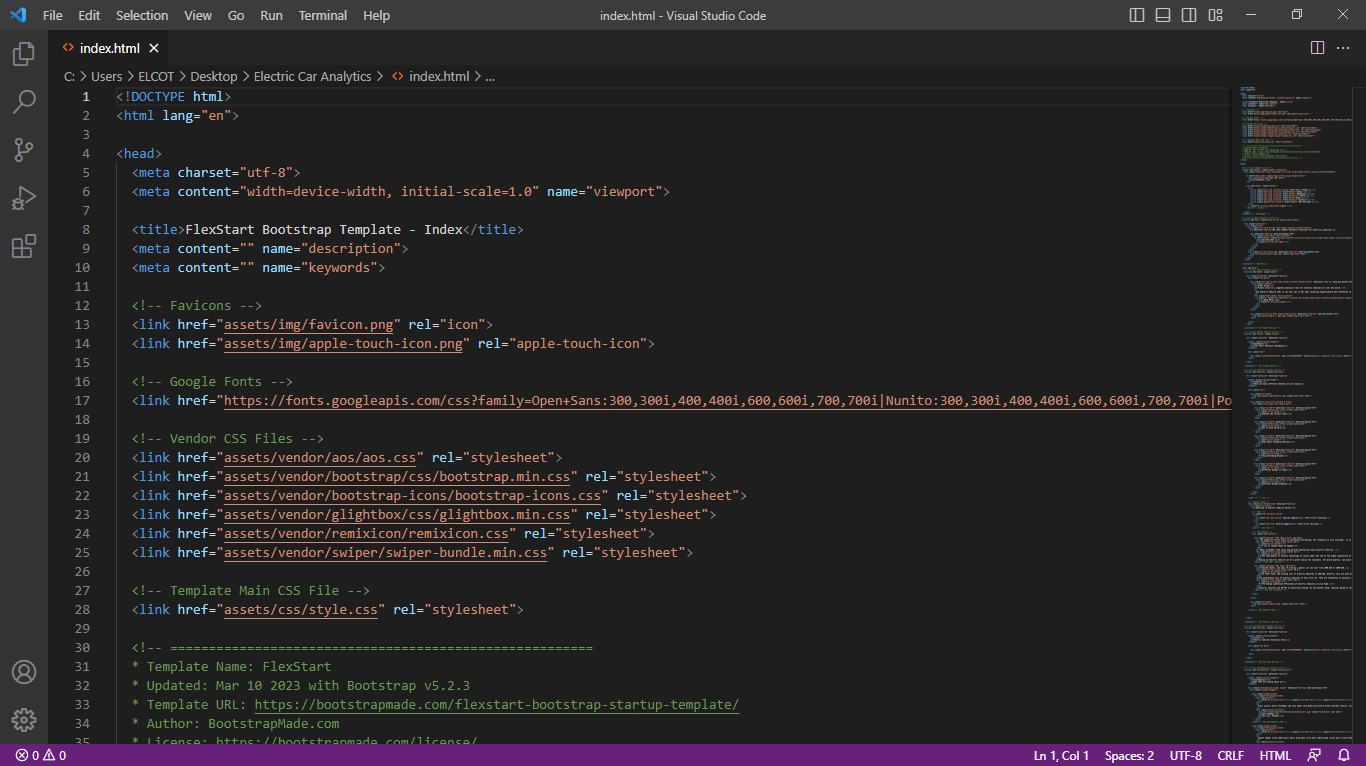 File Edit Selection View Go Run Terminal Help index.html - Visual Studio Code
<> index.html ×
C: > Users > ELCOT > Desktop > Electric Car Analytics > <> index.html > ...
1 <!DOCTYPE html>
2 <html lang="en">
3
4 <head>
5 <meta charset="utf-8">
6 <meta content="width=device-width, initial-scale=1.0" name="viewport">
7
8 <title>FlexStart Bootstrap Template - Index</title>
9 <meta content="" name="description">
10 <meta content="" name="keywords">
11
12 <!-- Favicons -->
13 <link href="assets/img/favicon.png" rel="icon">
14 <link href="assets/img/apple-touch-icon.png" rel="apple-touch-icon">
15
16 <!-- Google Fonts -->
17 <link href="https://fonts.googleapis.com/css?family=Open+Sans:300,300i,400,400i,600,600i,700,700i|Nunito:300,300i,400,400i,600,600i,700,700i|Po
18
19 <!-- Vendor CSS Files -->
20 <link href="assets/vendor/aos/aos.css" rel="stylesheet">
21 <link href="assets/vendor/bootstrap/css/bootstrap.min.css" rel="stylesheet">
22 <link href="assets/vendor/bootstrap-icons/bootstrap-icons.css" rel="stylesheet">
23 <link href="assets/vendor/glightbox/css/glightbox.min.css" rel="stylesheet">
24 <link href="assets/vendor/remixicon/remixicon.css" rel="stylesheet">
25 <link href="assets/vendor/swiper/swiper-bundle.min.css" rel="stylesheet">
26
27 <!-- Template Main CSS File -->
28 <link href="assets/css/style.css" rel="stylesheet">
29
30 <!-- =======================================================
31 * Template Name: FlexStart
32 * Updated: Mar 10 2023 with Bootstrap v5.2.3
33 * Template URL: https://bootstrapmade.com/flexstart-bootstrap-startup-template/
34 * Author: BootstrapMade.com
35 * License: https://bootstrapmade.com/license/
0 0 Ln 1, Col 1 Spaces: 2 UTF-8 CRLF HTML